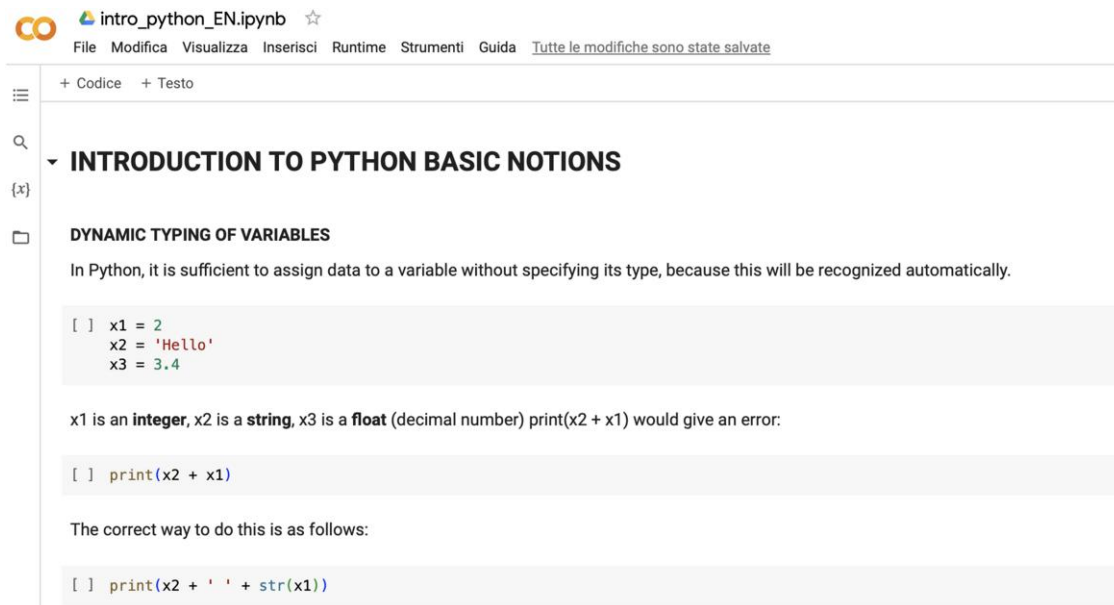 CO
intro_python_EN.ipynb
File Modifica Visualizza Inserisci Runtime Strumenti Guida Tutte le modifiche sono state salvate
+ Codice + Testo
{x}
INTRODUCTION TO PYTHON BASIC NOTIONS
DYNAMIC TYPING OF VARIABLES
In Python, it is sufficient to assign data to a variable without specifying its type, because this will be recognized automatically.
[ ] x1 = 2
x2 = 'Hello'
x3 = 3.4
x1 is an integer, x2 is a string, x3 is a float (decimal number) print(x2 + x1) would give an error:
[ ] print(x2 + x1)
The correct way to do this is as follows:
[ ] print(x2 + ' ' + str(x1))